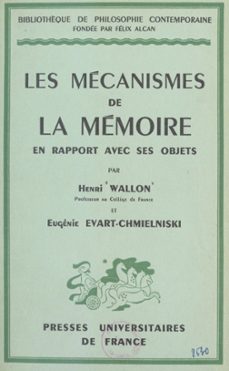 BIBLIOTHÈQUE DE PHILOSOPHIE CONTEMPORAINE
FONDÉE PAR FÉLIX ALCAN
LES MÉCANISMES
DE
LA MÉMOIRE
EN RAPPORT AVEC SES OBJETS
PAR
HENRI WALLON
Professeur au Collège de France
ET
EUGÉNIE EVART-CHMIELNISKI
PRESSES UNIVERSITAIRES
DE FRANCE